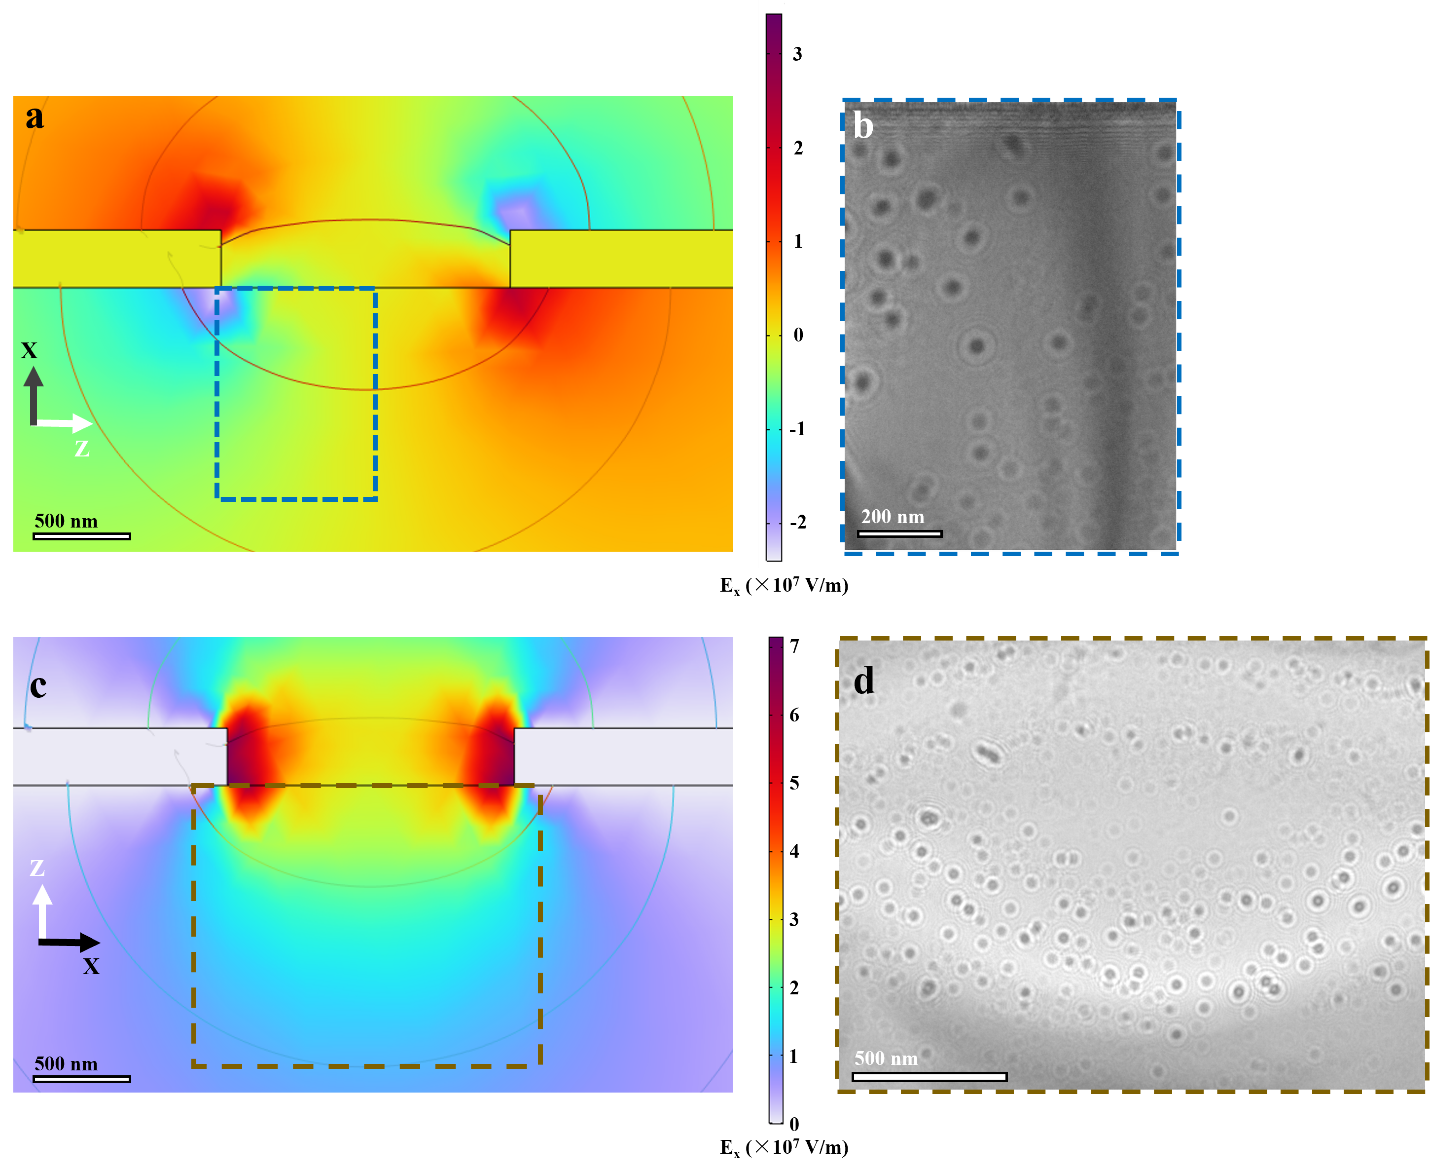 a
X
Z
500 nm
3
2
1
0
-1
-2
Eₓ (×10⁷ V/m)
b
200 nm
c
Z
X
500 nm
7
6
5
4
3
2
1
0
Eₓ (×10⁷ V/m)
d
500 nm